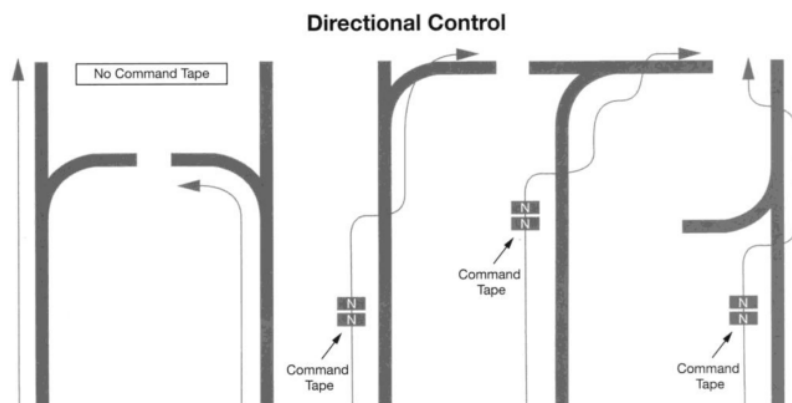 Directional Control
No Command Tape
N
N
Command
Tape
N
N
Command
Tape
N
N
Command
Tape